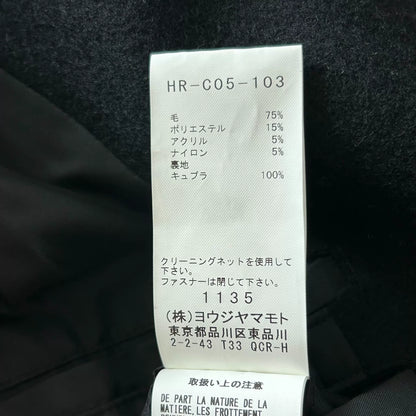 HR-C05-103
毛 75%
ポリエステル 15%
アクリル 5%
ナイロン 5%
裏地
キュプラ 100%
クリーニングネットを使用して
下さい。
ファスナーは閉じて下さい。
1135
(株)ヨウジヤマモト
東京都品川区東品川
2-2-43 T33 QCR-H
取扱い上の注意
DE PART LA NATURE DE LA
MATIERE, LES FROTTEMENT